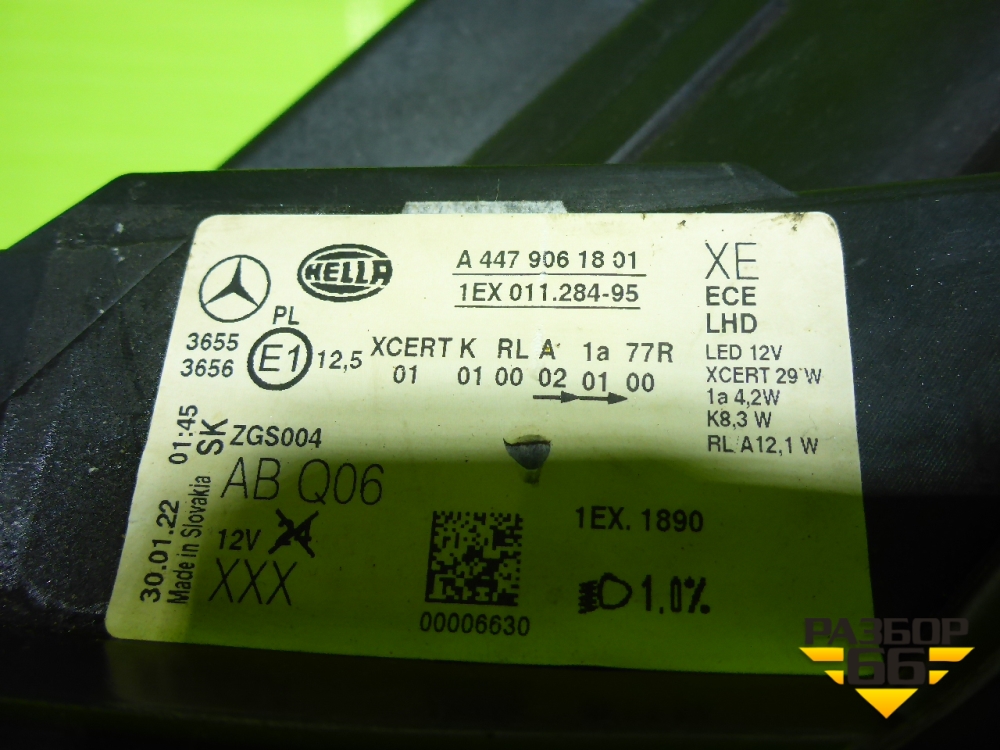 HELLA
A 447 906 18 01
1EX 011.284-95
XE
ECE
LHD
LED 12V
XCERT 29 W
1a 4,2W
K8,3 W
RL A12,1 W
PL
3655
3656
E1
12,5
XCERT K RL A 1a 77R
01 01 00 02 01 00
30.01.22 01:45
Made in Slovakia SK
ZGS004
AB Q06
12V 24
XXX
00006630
1EX. 1890
1,0%
РАЗБОР
66